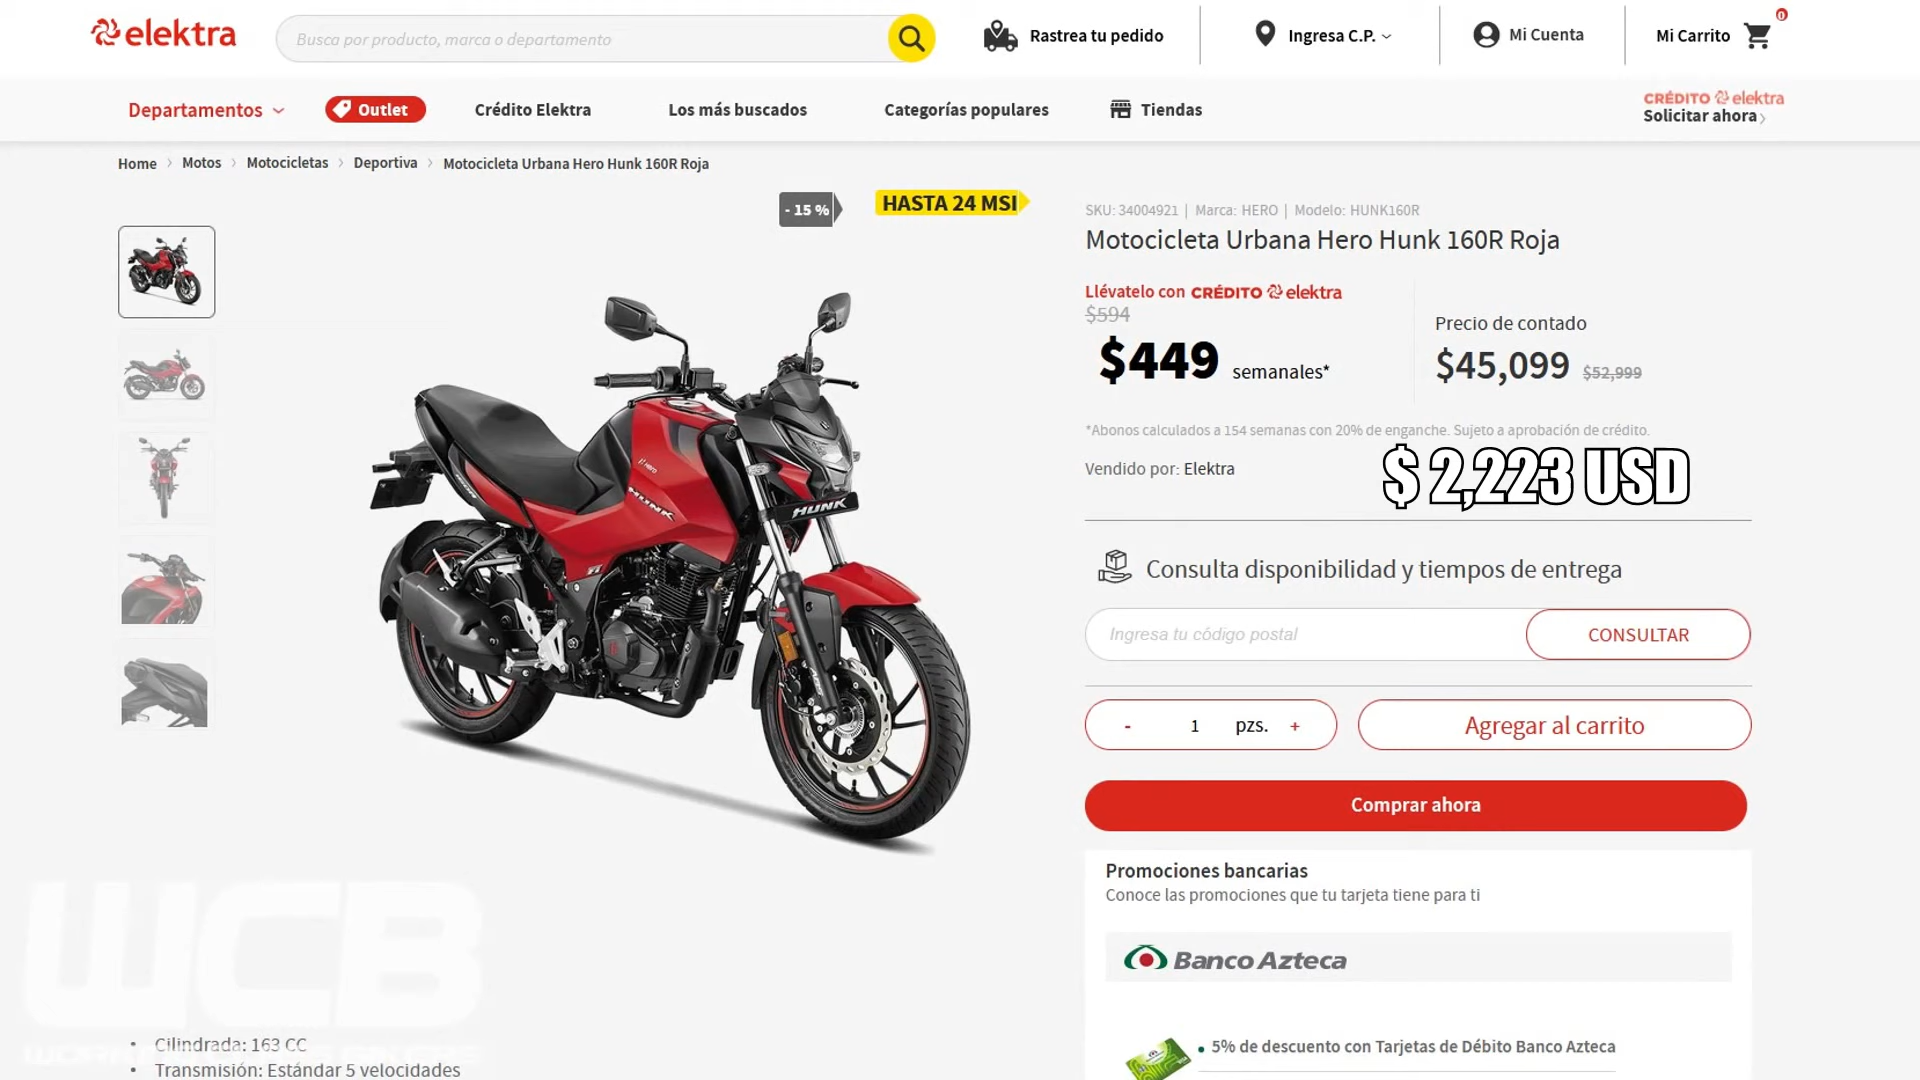 elektra
Busca por producto, marca o departamento
Rastrea tu pedido
Ingresa C.P.
Mi Cuenta
Mi Carrito
0
Departamentos
Outlet
Crédito Elektra
Los más buscados
Categorías populares
Tiendas
CRÉDITO elektra
Solicitar ahora
Home > Motos > Motocicletas > Deportiva > Motocicleta Urbana Hero Hunk 160R Roja
- 15 %
HASTA 24 MSI
SKU: 34004921 | Marca: HERO | Modelo: HUNK160R
Motocicleta Urbana Hero Hunk 160R Roja
Llévatelo con CRÉDITO elektra
$594
$449 semanales*
Precio de contado
$45,099 $52,999
*Abonos calculados a 154 semanas con 20% de enganche. Sujeto a aprobación de crédito.
Vendido por: Elektra
$ 2,223 USD
HERO
HUNK
HUNK
Consulta disponibilidad y tiempos de entrega
Ingresa tu código postal
CONSULTAR
- 1 pzs. +
Agregar al carrito
Comprar ahora
Promociones bancarias
Conoce las promociones que tu tarjeta tiene para ti
Banco Azteca
• 5% de descuento con Tarjetas de Débito Banco Azteca
WCB
• Cilindrada: 163 CC
• Transmisión: Estándar 5 velocidades